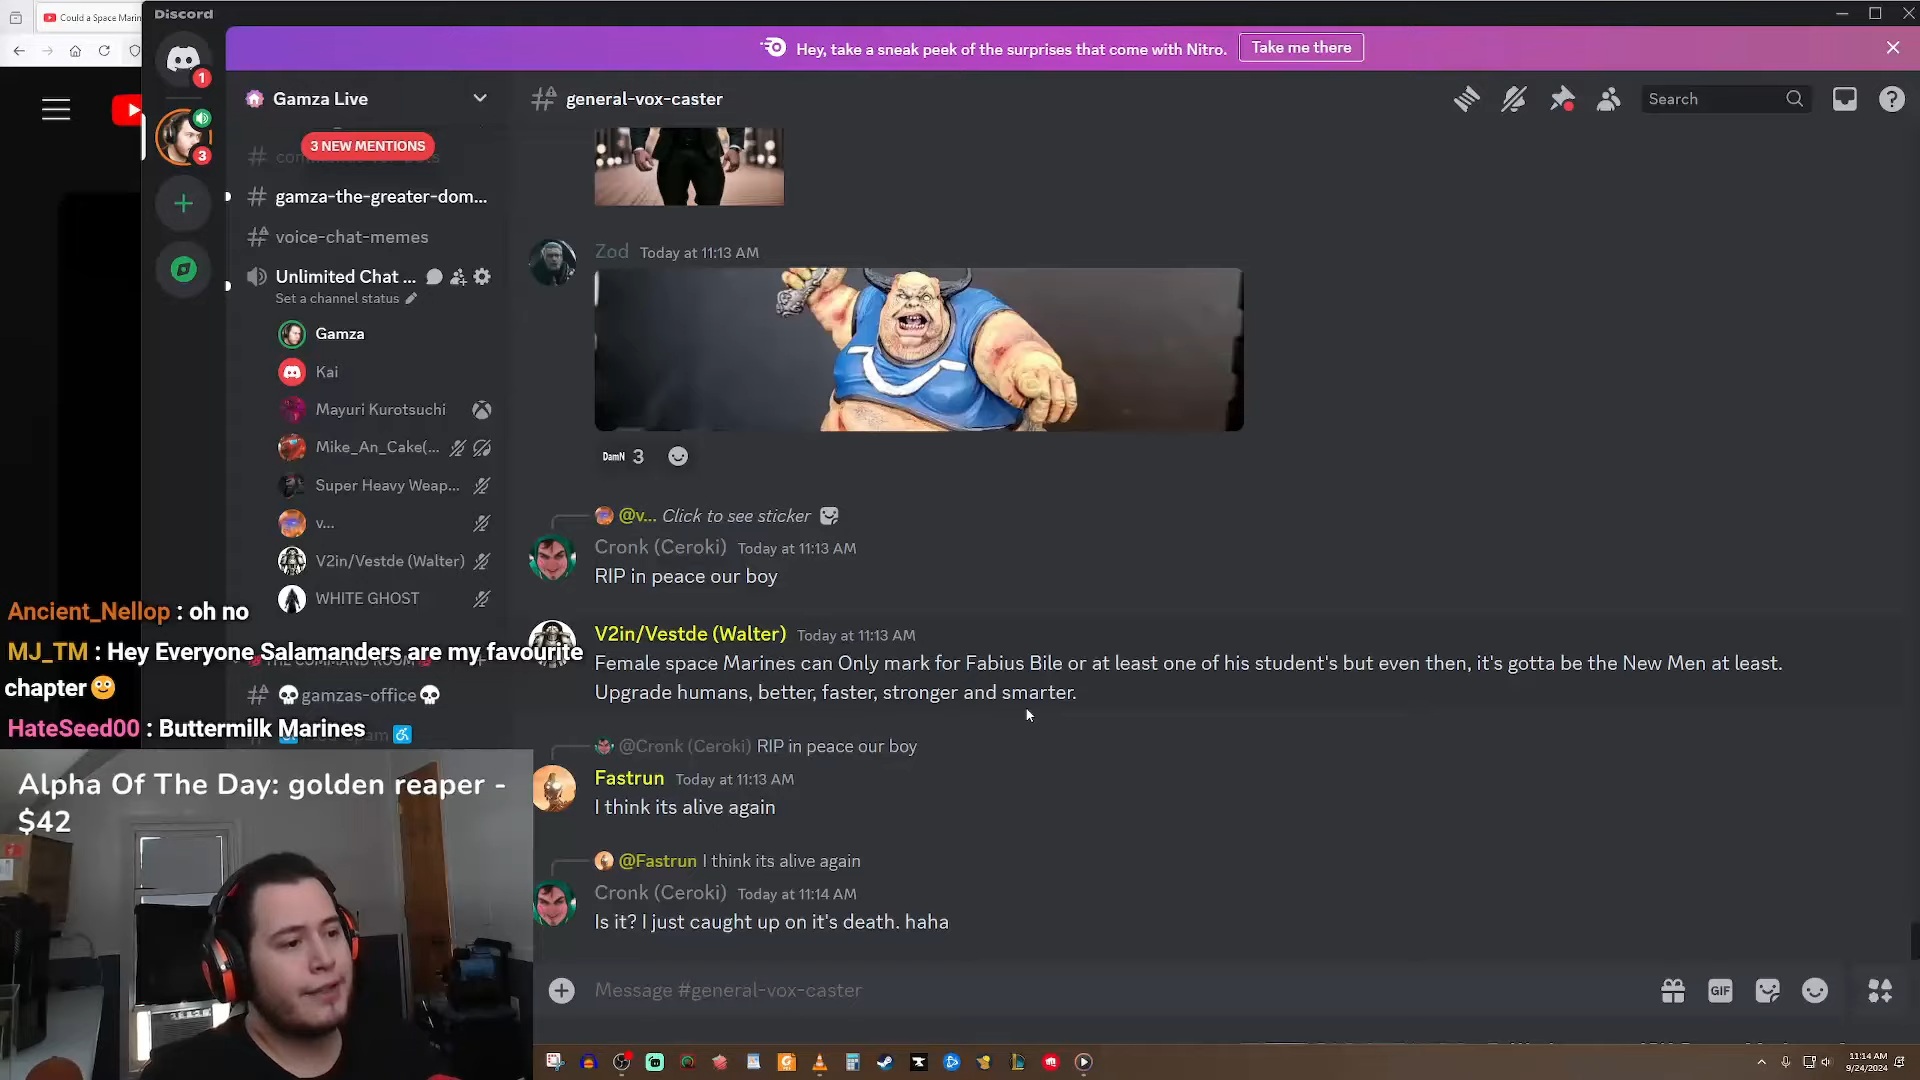 Could a Space Marin
Discord
Hey, take a sneak peek of the surprises that come with Nitro.
Take me there
1
3
Gamza Live
3 NEW MENTIONS
gamza-the-greater-dom...
voice-chat-memes
Unlimited Chat ...
Set a channel status
Gamza
Kai
Mayuri Kurotsuchi
Mike_An_Cake(...
Super Heavy Weap...
v...
V2in/Vestde (Walter)
WHITE GHOST
THE COMMAND ROOM
gamzas-office
general-vox-caster
Search
Zod Today at 11:13 AM
DamN 3
@v... Click to see sticker
Cronk (Ceroki) Today at 11:13 AM
RIP in peace our boy
V2in/Vestde (Walter) Today at 11:13 AM
Female space Marines can Only mark for Fabius Bile or at least one of his student's but even then, it's gotta be the New Men at least.
Upgrade humans, better, faster, stronger and smarter.
@Cronk (Ceroki) RIP in peace our boy
Fastrun Today at 11:13 AM
I think its alive again
@Fastrun I think its alive again
Cronk (Ceroki) Today at 11:14 AM
Is it? I just caught up on it's death. haha
Message #general-vox-caster
GIF
Ancient_Nellop : oh no
MJ_TM : Hey Everyone Salamanders are my favourite
chapter
HateSeed00 : Buttermilk Marines
Alpha Of The Day: golden reaper -
$42
11:14 AM
9/24/2024